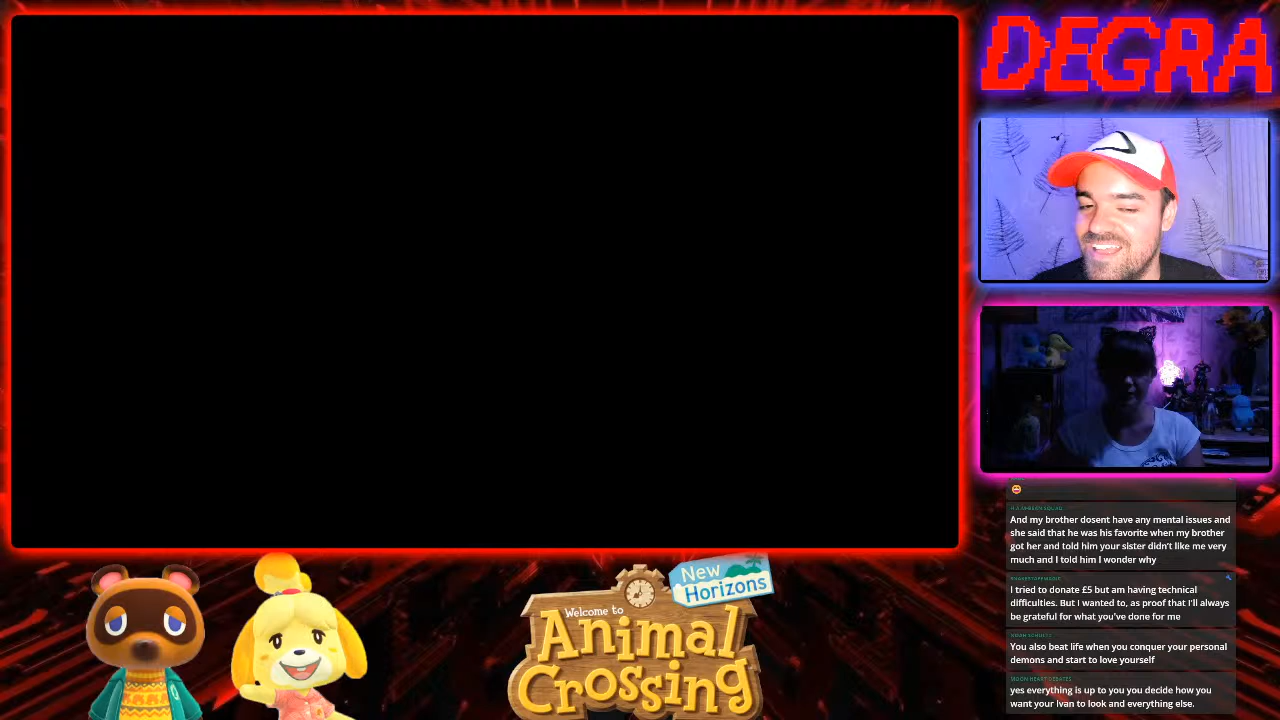 DEGRA
And my brother dosent have any mental issues and
she said that he was his favorite when my brother
got her and told him your sister didn't like me very
much and I told him I wonder why
I tried to donate £5 but am having technical
difficulties. But I wanted to, as proof that I'll always
be grateful for what you've done for me
You also beat life when you conquer your personal
demons and start to love yourself
MOON HEART DEBATES
yes everything is up to you you decide how you
want your lvan to look and everything else.
New
Horizons
Welcome to
Animal
Crossing